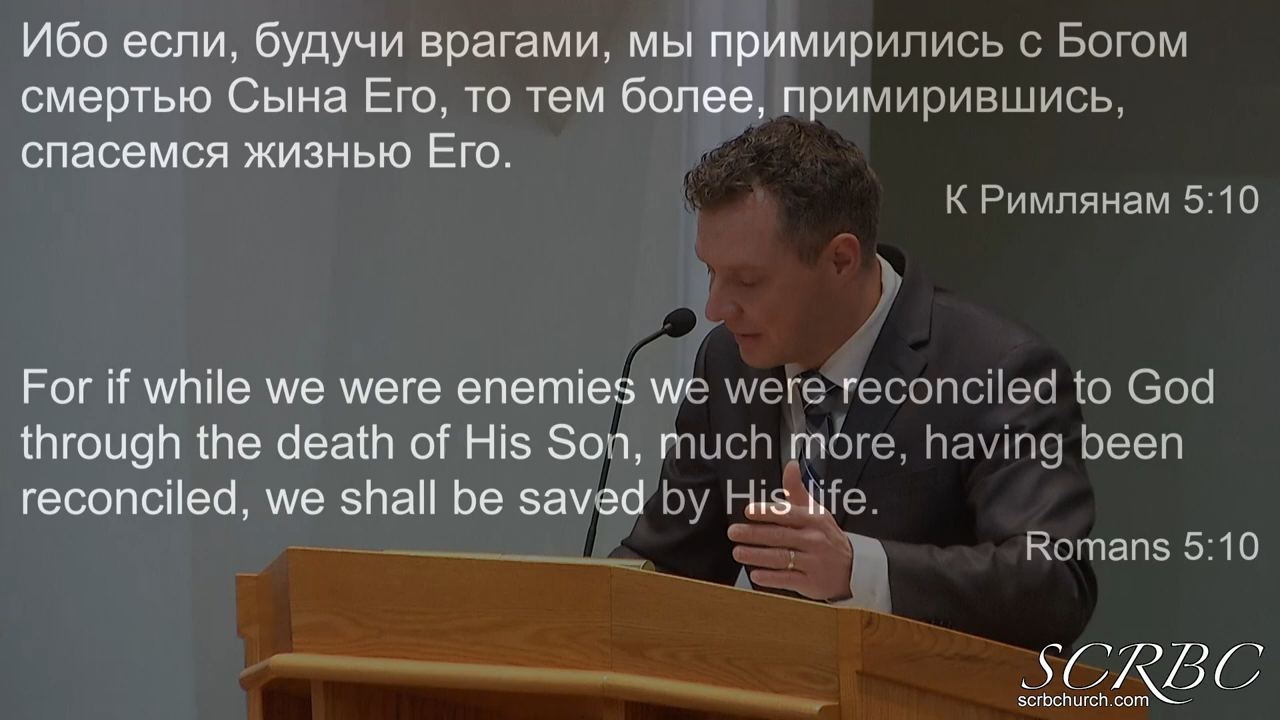 Ибо если, будучи врагами, мы примирились с Богом
смертью Сына Его, то тем более, примирившись,
спасемся жизнью Его.
К Римлянам 5:10
For if while we were enemies we were reconciled to God
through the death of His Son, much more, having been
reconciled, we shall be saved by His life.
Romans 5:10
SCRBC
scrbchurch.com